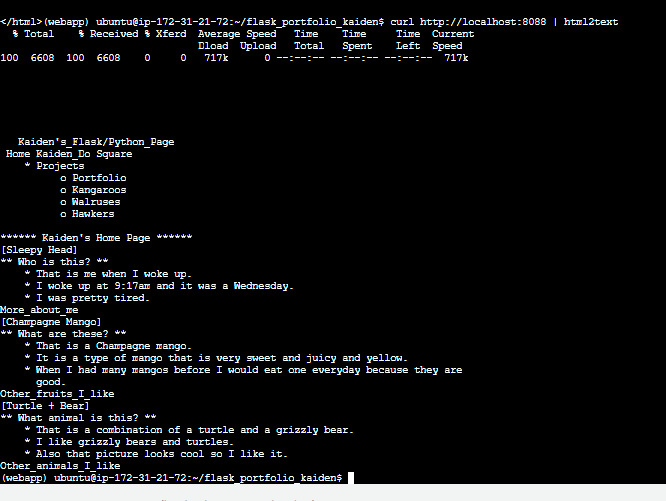 </html>(webapp) ubuntu@ip-172-31-21-72:~/flask_portfolio_kaiden$ curl http://localhost:8088 | html2text
  % Total    % Received % Xferd  Average Speed   Time    Time     Time  Current
                                 Dload  Upload   Total   Spent    Left  Speed
100  6608  100  6608    0     0   717k      0 --:--:-- --:--:-- --:--:--  717k
Kaiden's_Flask/Python_Page
Home Kaiden_Do Square
* Projects
o Portfolio
o Kangaroos
o Walruses
o Hawkers
****** Kaiden's Home Page ******
[Sleepy Head]
** Who is this? **
* That is me when I woke up.
* I woke up at 9:17am and it was a Wednesday.
* I was pretty tired.
More_about_me
[Champagne Mango]
** What are these? **
* That is a Champagne mango.
* It is a type of mango that is very sweet and juicy and yellow.
* When I had many mangos before I would eat one everyday because they are
good.
Other_fruits_I_like
[Turtle + Bear]
** What animal is this? **
* That is a combination of a turtle and a grizzly bear.
* I like grizzly bears and turtles.
* Also that picture looks cool so I like it.
Other_animals_I_like
(webapp) ubuntu@ip-172-31-21-72:~/flask_portfolio_kaiden$